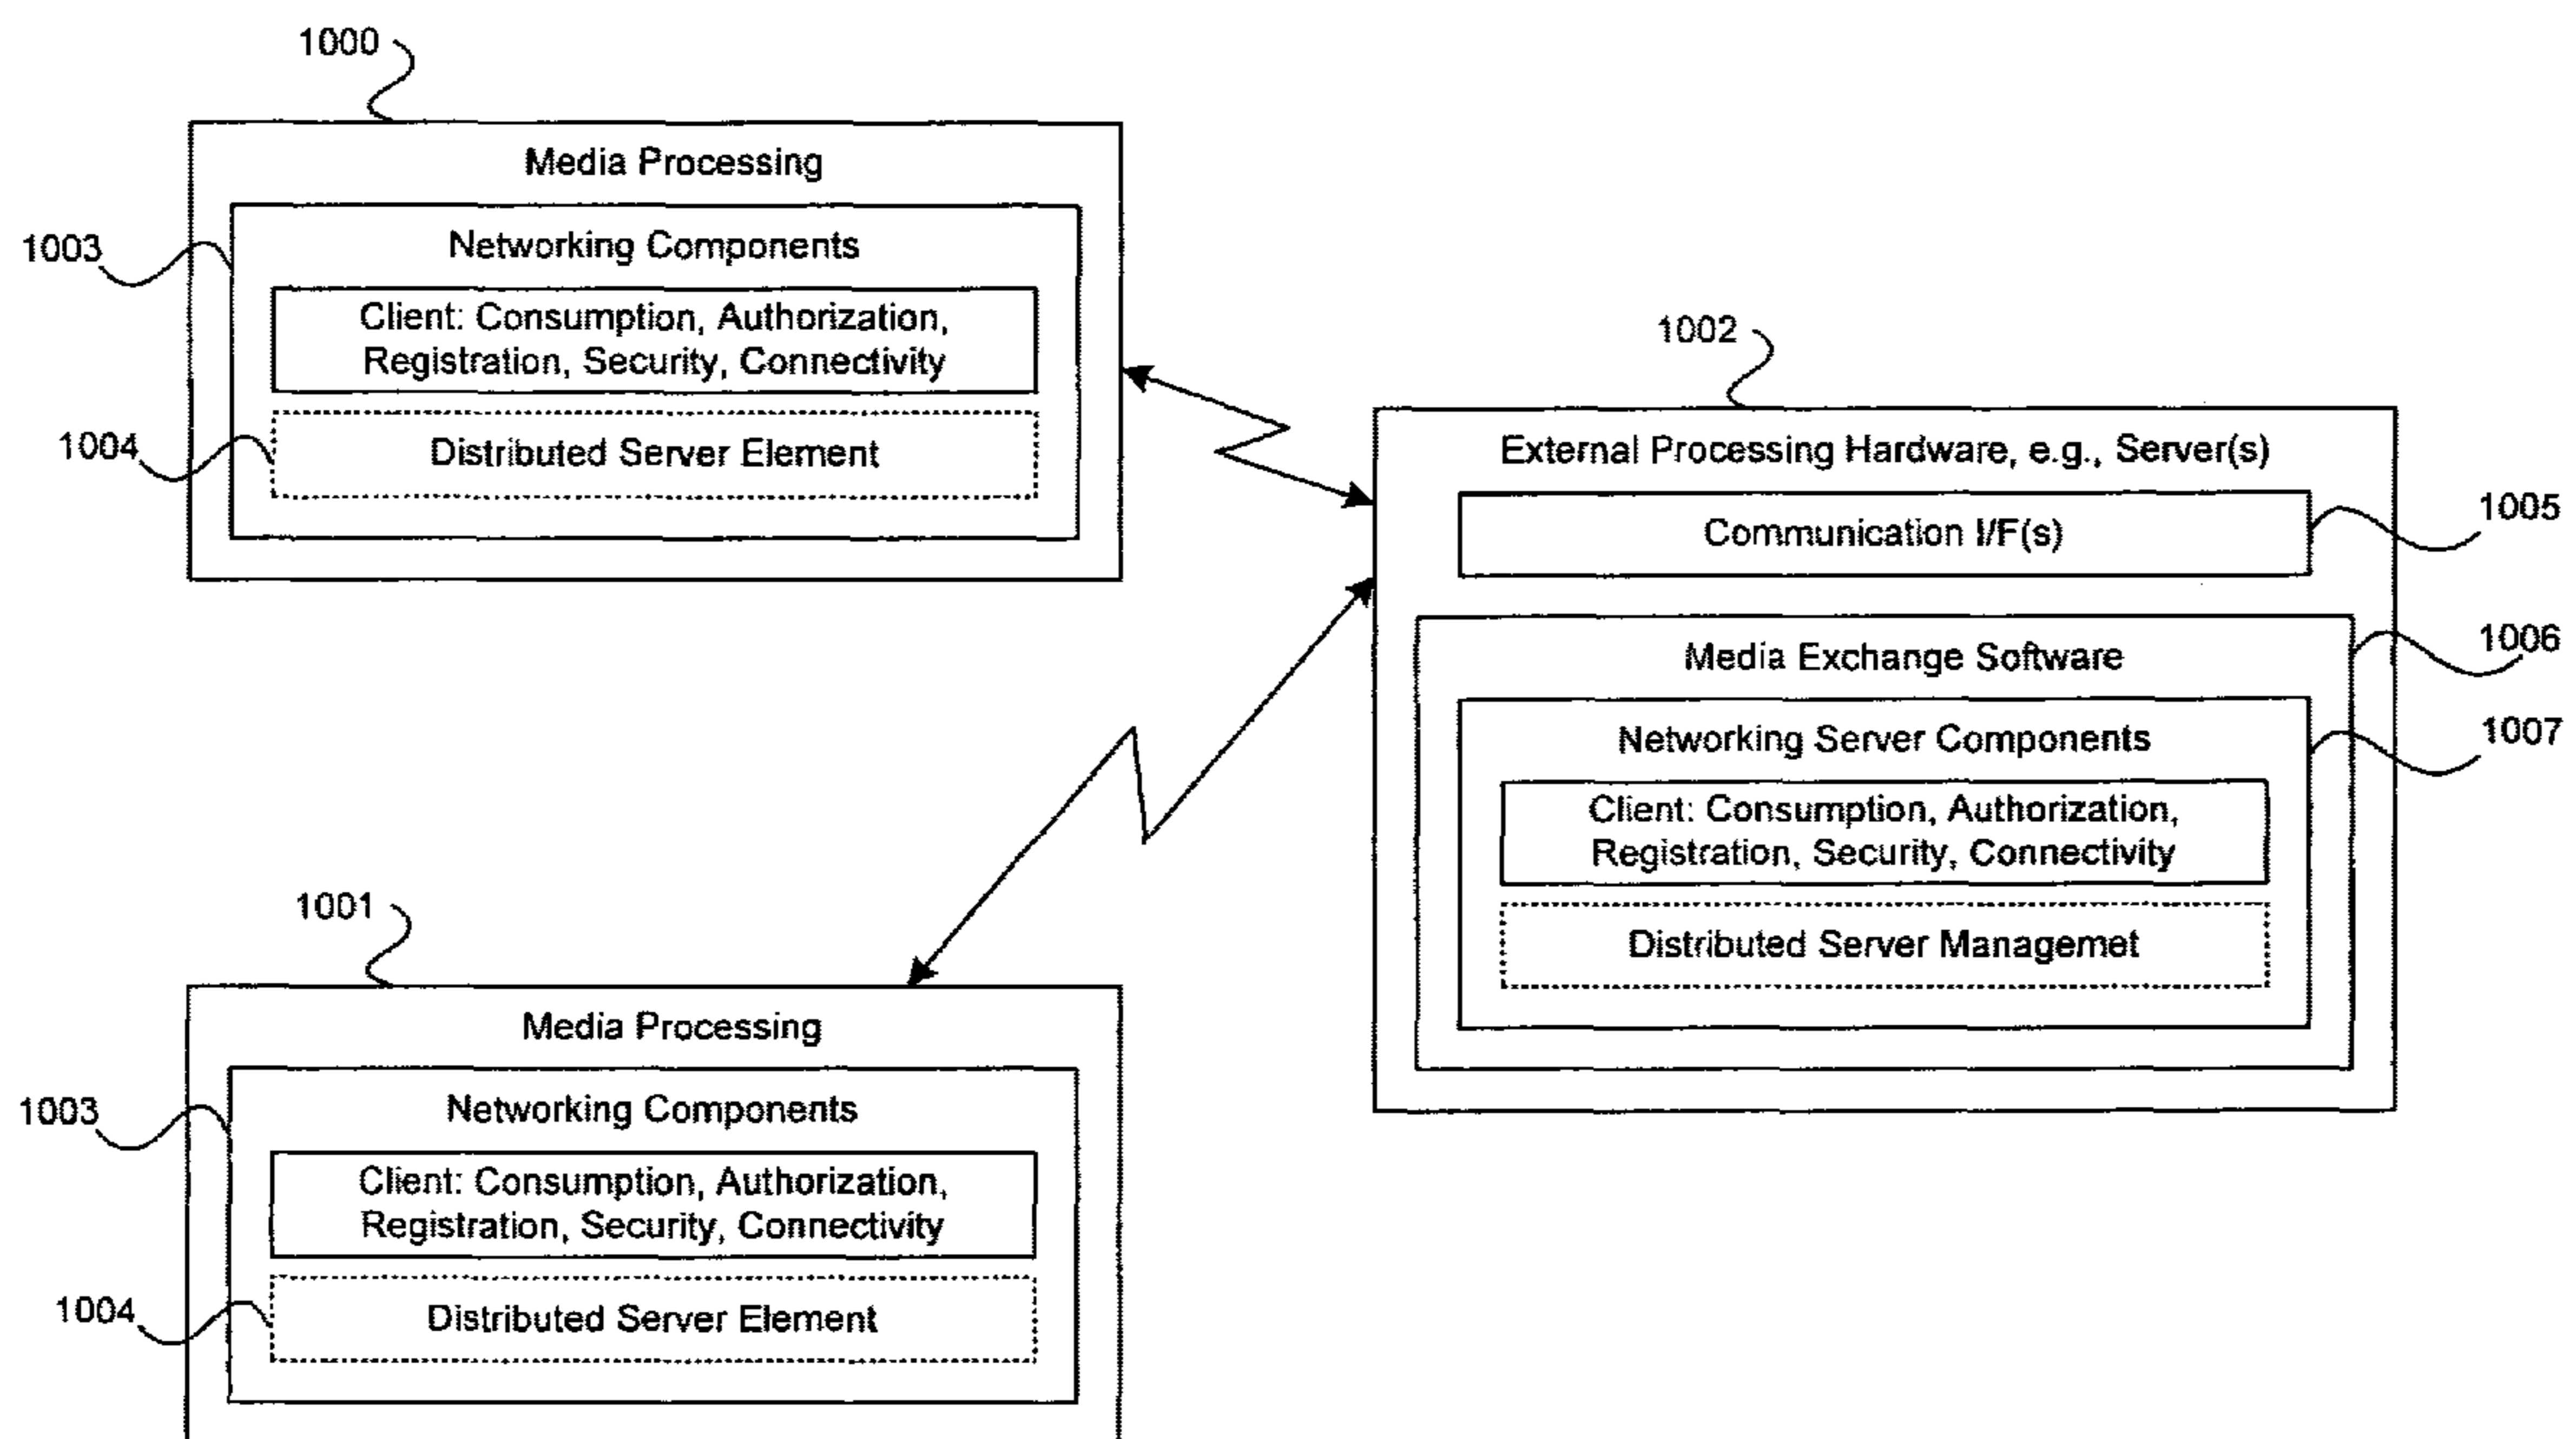 1000
Media Processing
1003
Networking Components
Client: Consumption, Authorization,
Registration, Security, Connectivity
1004
Distributed Server Element
1002
External Processing Hardware, e.g., Server(s)
Communication I/F(s)
1005
Media Exchange Software
1006
Networking Server Components
1007
Client: Consumption, Authorization,
Registration, Security, Connectivity
Distributed Server Managemet
1001
Media Processing
1003
Networking Components
Client: Consumption, Authorization,
Registration, Security, Connectivity
1004
Distributed Server Element